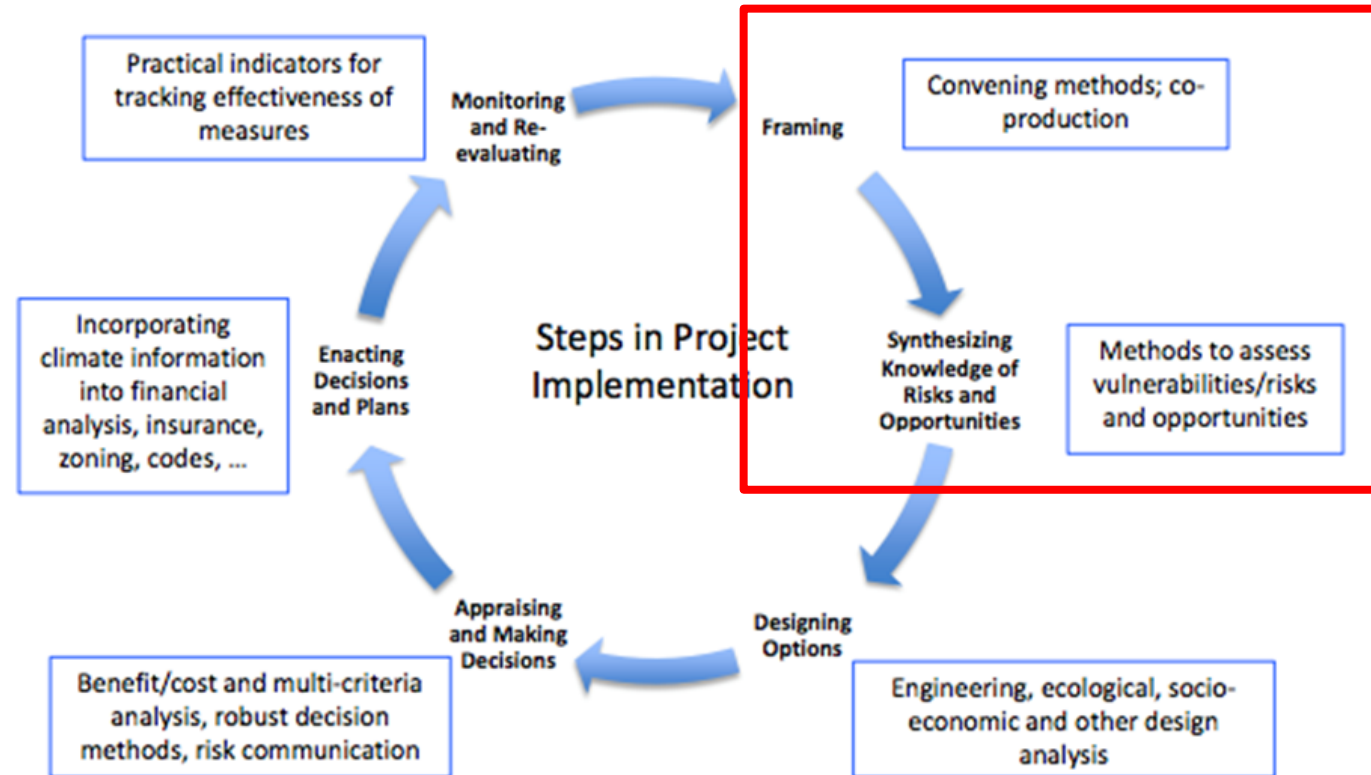 Practical indicators for
tracking effectiveness of
measures
Monitoring
and Re-
evaluating
Framing
Convening methods; co-
production
Incorporating
climate information
into financial
analysis, insurance,
zoning, codes, ...
Enacting
Decisions
and Plans
Steps in Project
Implementation
Synthesizing
Knowledge of
Risks and
Opportunities
Methods to assess
vulnerabilities/risks
and opportunities
Appraising
and Making
Decisions
Designing
Options
Benefit/cost and multi-criteria
analysis, robust decision
methods, risk communication
Engineering, ecological, socio-
economic and other design
analysis